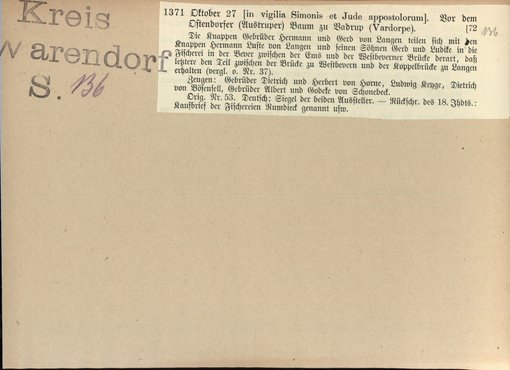 Kreis
Warendorf
S. 136
1371 Oktober 27 [in vigilia Simonis et Jude appostolorum]. Vor dem
Ostendorfer (Austruper) Baum zu Vadrup (Vardorpe). [72 136
Die Knappen Gebrüder Hermann und Gerd von Langen teilen sich mit den
Knappen Hermann Luste von Langen und seinen Söhnen Gerd und Ludike in die
Fischerei in der Bever zwischen der Ems und der Westbeverner Brücke derart, daß
letztere den Teil zwischen der Brücke zu Westbevern und der Koppelbrücke zu Langen
erhalten (vergl. o. Nr. 37).
Zeugen: Gebrüder Dietrich und Herbert von Horne, Ludwig Keyge, Dietrich
von Bösensell, Gebrüder Albert und Godeke von Schonebeck.
Orig. Nr. 53. Deutsch; Siegel der beiden Aussteller. — Rückschr. des 18. Jhdts.:
Kaufbrief der Fischereien Rumdieck genannt usw.